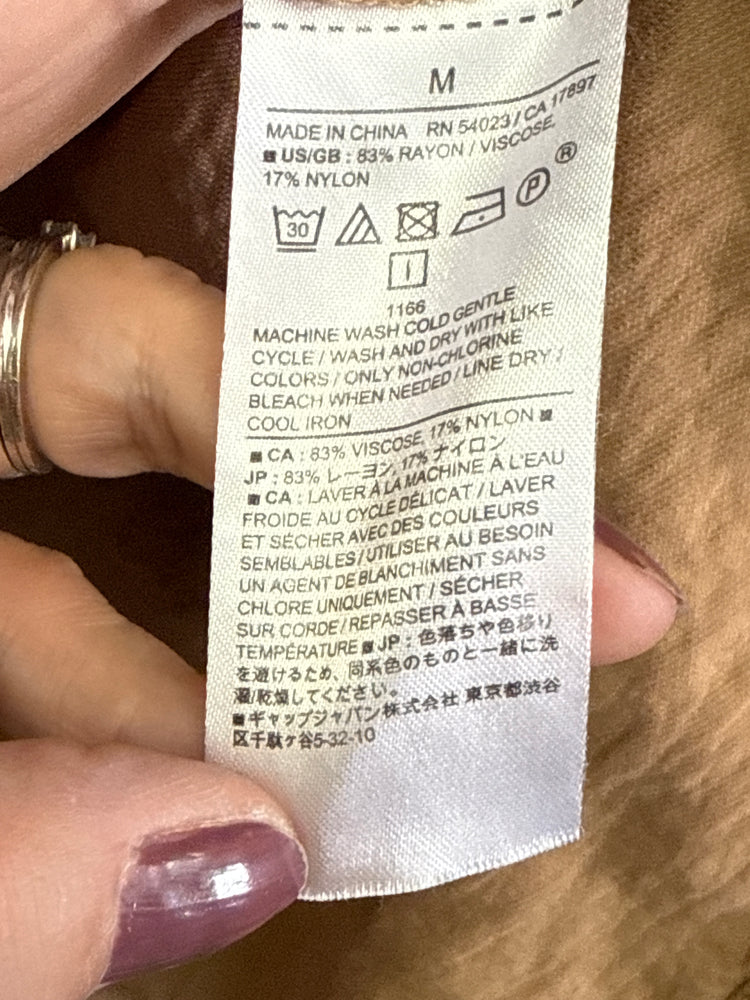 M
MADE IN CHINA RN 54023 / CA 17897
■ US/GB : 83% RAYON / VISCOSE,
17% NYLON
®
30 P
1166
MACHINE WASH COLD GENTLE
CYCLE / WASH AND DRY WITH LIKE
COLORS / ONLY NON-CHLORINE
BLEACH WHEN NEEDED / LINE DRY /
COOL IRON
■ CA : 83% VISCOSE, 17% NYLON ■
JP : 83% レーヨン, 17% ナイロン
■ CA : LAVER À LA MACHINE À L'EAU
FROIDE AU CYCLE DÉLICAT / LAVER
ET SÉCHER AVEC DES COULEURS
SEMBLABLES / UTILISER AU BESOIN
UN AGENT DE BLANCHIMENT SANS
CHLORE UNIQUEMENT / SÉCHER
SUR CORDE / REPASSER À BASSE
TEMPÉRATURE ■ JP : 色落ちや色移り
を避けるため、同系色のものと一緒に洗
濯/乾燥してください。
■ ギャップジャパン株式会社 東京都渋谷
区千駄ヶ谷5-32-10